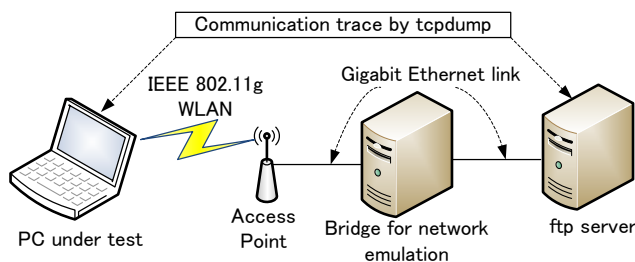 Communication trace by tcpdump
IEEE 802.11g
WLAN
Gigabit Ethernet link
PC under test
Access
Point
Bridge for network
emulation
ftp server